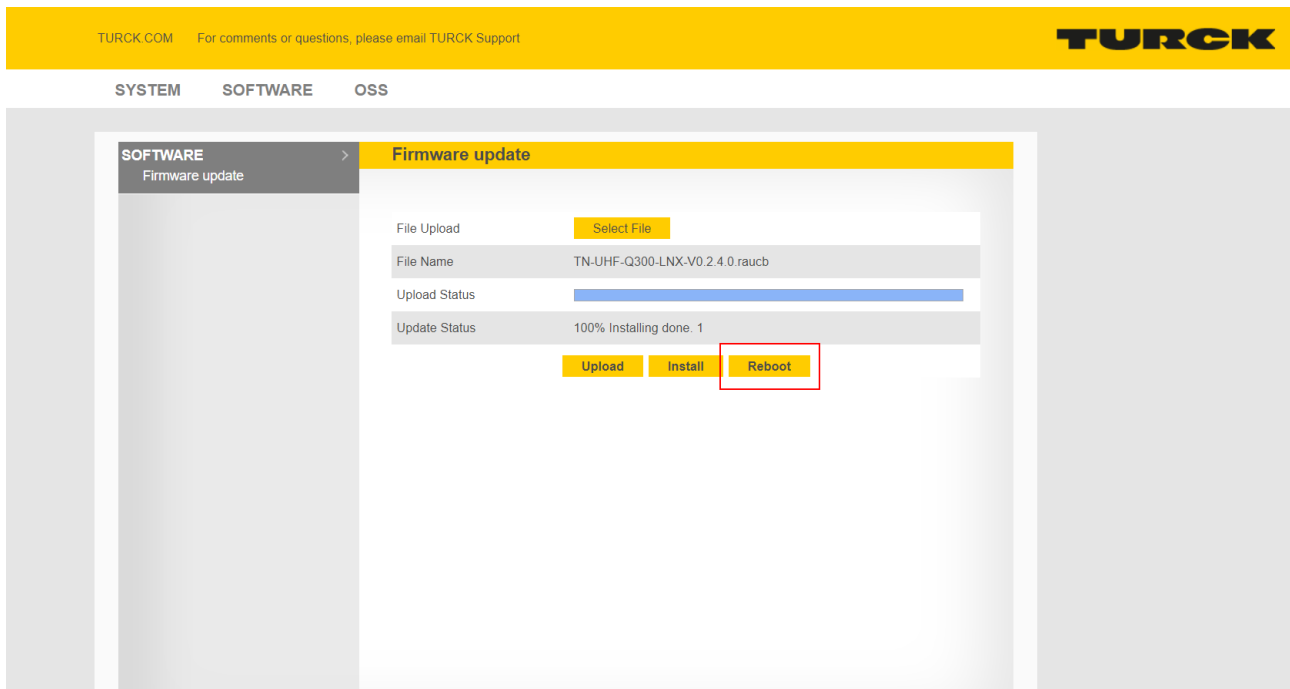 TURCK.COM For comments or questions, please email TURCK Support
TURCK
SYSTEM SOFTWARE OSS
SOFTWARE >
Firmware update
Firmware update
File Upload Select File
File Name TN-UHF-Q300-LNX-V0.2.4.0.raucb
Upload Status
Update Status 100% Installing done. 1
Upload Install Reboot